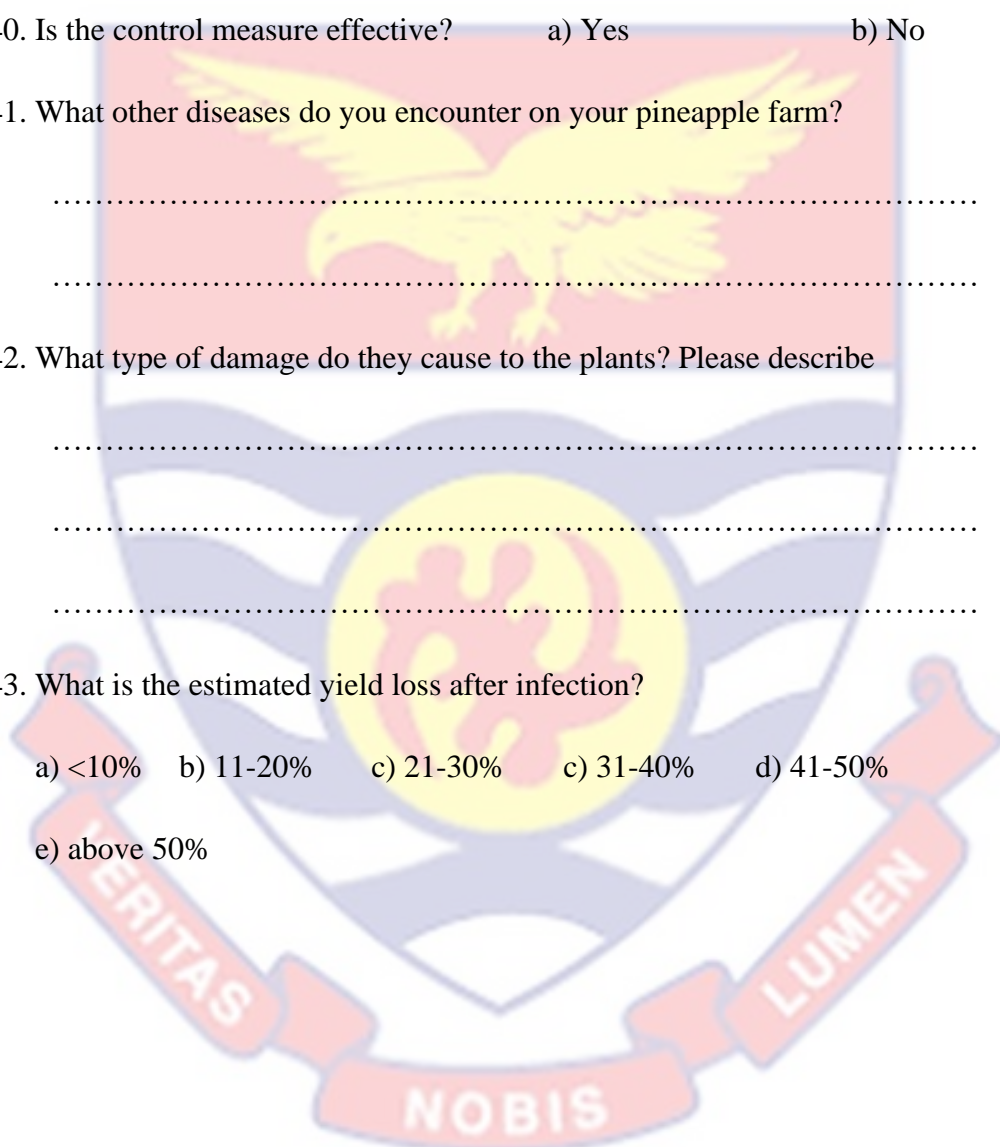 0. Is the control measure effective? a) Yes b) No
1. What other diseases do you encounter on your pineapple farm?
……………………………………………………………………………
……………………………………………………………………………
2. What type of damage do they cause to the plants? Please describe
……………………………………………………………………………
……………………………………………………………………………
……………………………………………………………………………
3. What is the estimated yield loss after infection?
a) <10% b) 11-20% c) 21-30% c) 31-40% d) 41-50%
e) above 50%
VERITAS
NOBIS
LUMEN